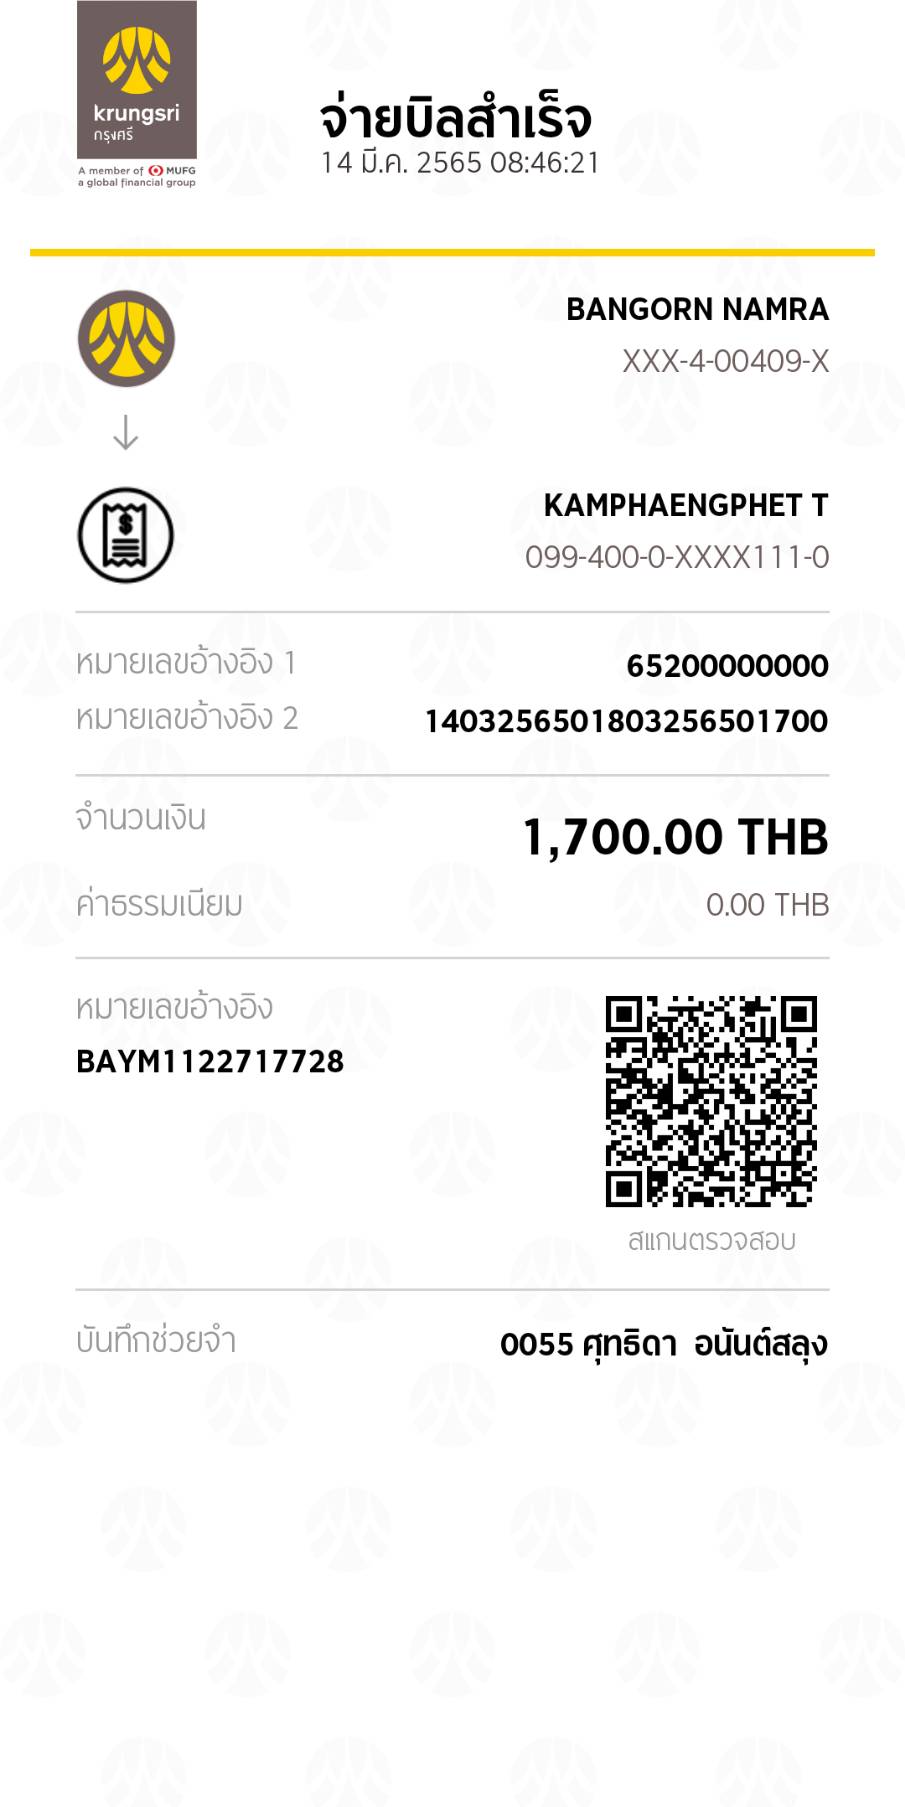 krungsri
กรุงศรี
A member of MUFG
a global financial group
จ่ายบิลสำเร็จ
14 มี.ค. 2565 08:46:21
BANGORN NAMRA
XXX-4-00409-X
KAMPHAENGPHET T
099-400-0-XXXX111-0
หมายเลขอ้างอิง 1 65200000000
หมายเลขอ้างอิง 2 1403256501803256501700
จำนวนเงิน 1,700.00 THB
ค่าธรรมเนียม 0.00 THB
หมายเลขอ้างอิง
BAYM1122717728
สแกนตรวจสอบ
บันทึกช่วยจำ 0055 ศุทธิดา  อนันต์สลุง